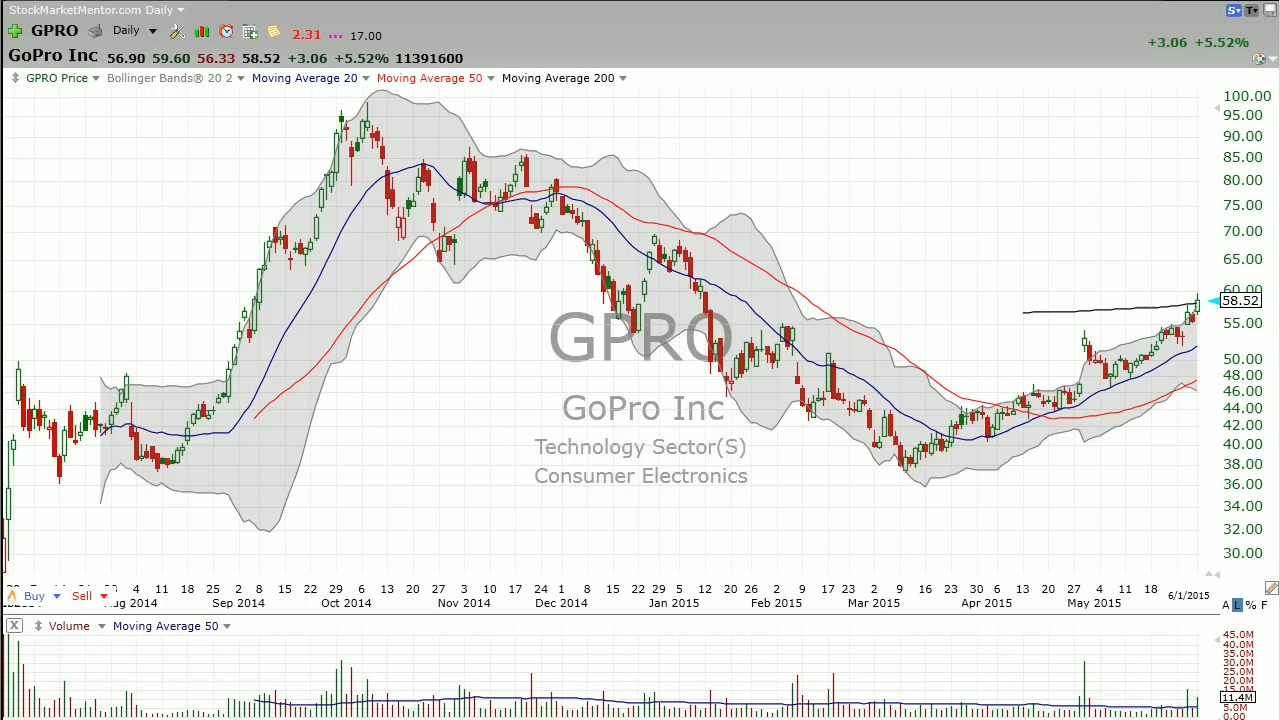 StockMarketMentor.com Daily
S T
GPRO Daily 2.31 ... 17.00
+3.06 +5.52%
GoPro Inc 56.90 59.60 56.33 58.52 +3.06 +5.52% 11391600
GPRO Price Bollinger Bands® 20 2 Moving Average 20 Moving Average 50 Moving Average 200
100.00
95.00
90.00
85.00
80.00
75.00
70.00
65.00
60.00
58.52
55.00
50.00
48.00
46.00
44.00
42.00
40.00
38.00
36.00
34.00
32.00
30.00
GPRO
GoPro Inc
Technology Sector(S)
Consumer Electronics
4 11 18 25 2 8 15 22 29 6 13 20 27 3 10 17 24 1 8 15 22 29 5 12 20 26 2 9 17 23 2 9 16 23 30 6 13 20 27 4 11 18
Buy Sell Aug 2014 Sep 2014 Oct 2014 Nov 2014 Dec 2014 Jan 2015 Feb 2015 Mar 2015 Apr 2015 May 2015 6/1/2015
A L % F
X Volume Moving Average 50
45.0M
40.0M
35.0M
30.0M
25.0M
20.0M
15.0M
11.4M
5.0M
0.00